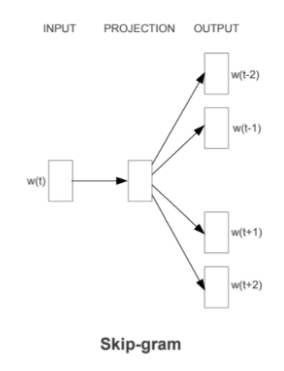 INPUT PROJECTION OUTPUT
w(t-2)
w(t-1)
w(t)
w(t+1)
w(t+2)
Skip-gram